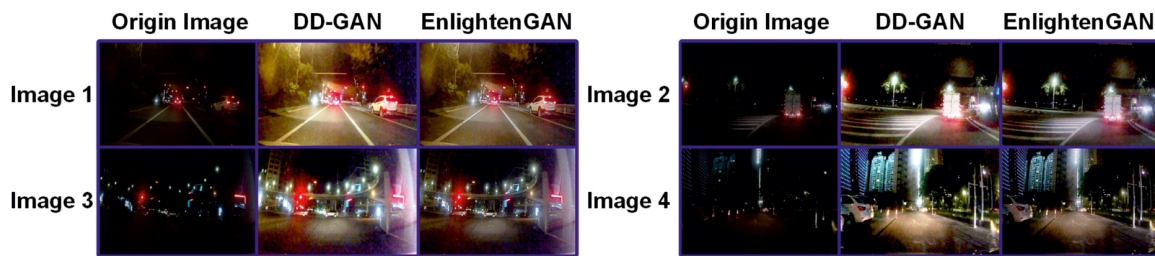 Origin Image DD-GAN EnlightenGAN
Image 1
Image 3
Origin Image DD-GAN EnlightenGAN
Image 2
Image 4